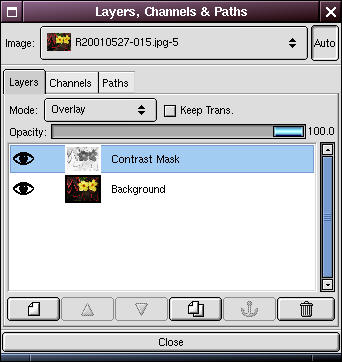 Layers, Channels & Paths
Image: R20010527-015.jpg-5 Auto
Layers Channels Paths
Mode: Overlay Keep Trans.
Opacity: 100.0
Contrast Mask
Background
Close